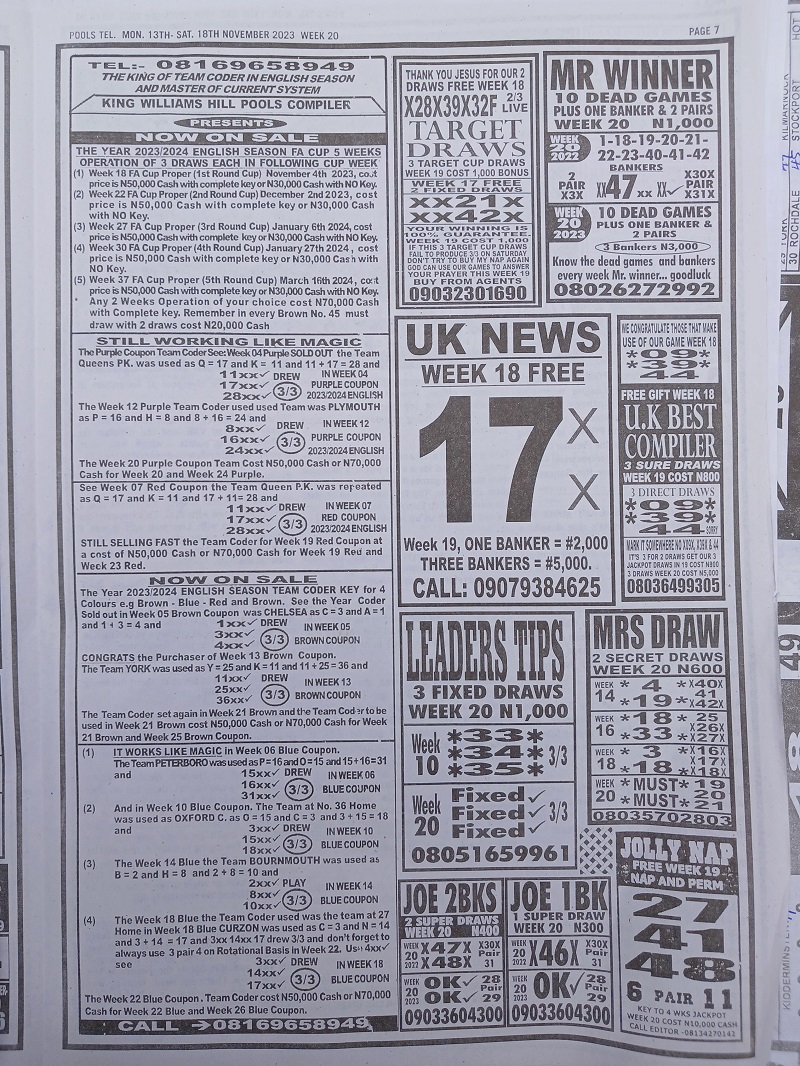 POOLS TEL. MON. 13TH- SAT. 18TH NOVEMBER 2023 WEEK 20
PAGE 7
TEL:- 08169658949
THE KING OF TEAM CODER IN ENGLISH SEASON
AND MASTER OF CURRENT SYSTEM
KING WILLIAMS HILL POOLS COMPILER
PRESENTS
NOW ON SALE
THE YEAR 2023/2024 ENGLISH SEASON FA CUP 5 WEEKS
OPERATION OF 3 DRAWS EACH IN FOLLOWING CUP WEEK
(1) Week 18 FA Cup Proper (1st Round Cup) November 4th 2023, cost
price is N50,000 Cash with complete key or N30,000 Cash with NO Key.
(2) Week 22 FA Cup Proper (2nd Round Cup) December 2nd 2023, cost
price is N50,000 Cash with complete key or N30,000 Cash
with NO Key.
(3) Week 27 FA Cup Proper (3rd Round Cup) January 6th 2024, cost
price is N50,000 Cash with complete key or N30,000 Cash with NO Key.
(4) Week 30 FA Cup Proper (4th Round Cup) January 27th 2024, cost
price is N50,000 Cash with complete key or N30,000 Cash with
NO Key.
(5) Week 37 FA Cup Proper (5th Round Cup) March 16th 2024, cost
price is N50,000 Cash with complete key or N30,000 Cash with NO Key.
* Any 2 Weeks Operation of your choice cost N70,000 Cash
with Complete key. Remember in every Brown No. 45 must
draw with 2 draws cost N20,000 Cash
STILL WORKING LIKE MAGIC
The Purple Coupon Team Coder See: Week 04 Purple SOLD OUT the Team
Queens PK. was used as Q = 17 and K = 11 and 11 + 17 = 28 and
11xx✓ DREW IN WEEK 04
17xx✓ (3/3) PURPLE COUPON
28xx✓ 2023/2024 ENGLISH
The Week 12 Purple Team Coder used used Team was PLYMOUTH
as P = 16 and H = 8 and 8 + 16 = 24 and
8xx✓ DREW IN WEEK 12
16xx✓ (3/3) PURPLE COUPON
24xx✓ 2023/2024 ENGLISH
The Week 20 Purple Coupon Team Cost N50,000 Cash or N70,000
Cash for Week 20 and Week 24 Purple.
See Week 07 Red Coupon the Team Queen P.K. was repeated
as Q = 17 and K = 11 and 17 + 11= 28 and
11xx✓ DREW IN WEEK 07
17xx✓ (3/3) RED COUPON
28xx✓ 2023/2024 ENGLISH
STILL SELLING FAST the Team Coder for Week 19 Red Coupon at
a cost of N50,000 Cash or N70,000 Cash for Week 19 Red and
Week 23 Red.
NOW ON SALE
The Year 2023/2024 ENGLISH SEASON TEAM CODER KEY for 4
Colours e.g Brown - Blue - Red and Brown. See the Year Coder
Sold out in Week 05 Brown Coupon was CHELSEA as C = 3 and A = 1
and 1 + 3 = 4 and
1xx✓ DREW IN WEEK 05
3xx✓ (3/3)
4xx✓ BROWN COUPON
CONGRATS the Purchaser of Week 13 Brown Coupon.
The Team YORK was used as Y = 25 and K = 11 and 11 + 25 = 36 and
11xx✓ DREW IN WEEK 13
25xx✓ (3/3)
36xx✓ BROWN COUPON
The Team Coder set again in Week 21 Brown and the Team Coder to be
used in Week 21 Brown cost N50,000 Cash or N70,000 Cash for Week
21 Brown and Week 25 Brown Coupon.
(1) IT WORKS LIKE MAGIC in Week 06 Blue Coupon.
The Team PETERBORO was used as P=16 and O=15 and 15+16=31
and
15xx✓ DREW IN WEEK 06
16xx✓ (3/3)
31xx✓ BLUE COUPON
(2) And in Week 10 Blue Coupon. The Team at No. 36 Home
was used as OXFORD C. as O = 15 and C = 3 and 3 + 15 = 18
and
3xx✓ DREW IN WEEK 10
15xx✓ (3/3)
18xx✓ BLUE COUPON
(3) The Week 14 Blue the Team BOURNMOUTH was used as
B = 2 and H = 8 and 2 + 8 = 10 and
2xx✓ PLAY IN WEEK 14
8xx✓ (3/3)
10xx✓ BLUE COUPON
(4) The Week 18 Blue the Team Coder used was the team at 27
Home in Week 18 Blue CURZON was used as C = 3 and N = 14
and 3 + 14 = 17 and 3xx 14xx 17 drew 3/3 and don't forget to
always use 3 pair 4 on Rotational Basis in Week 22. Use 4xx✓
see
3xx✓ DREW IN WEEK 18
14xx✓ (3/3)
17xx✓ BLUE COUPON
The Week 22 Blue Coupon. Team Coder cost N50,000 Cash or N70,000
Cash for Week 22 Blue and Week 26 Blue Coupon.
CALL →08169658949
THANK YOU JESUS FOR OUR 2
DRAWS FREE WEEK 18
X28X39X32F 2/3 LIVE
TARGET
DRAWS
3 TARGET CUP DRAWS
WEEK 19 COST 1,000 BONUS
WEEK 17 FREE
2 FIXED DRAWS
xx21x
xx42x
YOUR WINNING IS
100% GUARANTEE.
WEEK 19 COST 1,000
IF THIS 3 TARGET CUP DRAWS
FAIL TO PRODUCE 3/3 ON SATURDAY
DON'T TRY TO BUY MY NAP AGAIN
GOD CAN USE OUR GAMES TO ANSWER
YOUR PRAYER THIS WEEK 19
BUY FROM AGENTS
09032301690
MR WINNER
10 DEAD GAMES
PLUS ONE BANKER & 2 PAIRS
WEEK 20 N1,000
WEEK 20 2022
1-18-19-20-21-
22-23-40-41-42
BANKERS
2 PAIR X3X
xx47xx xx✓
X30X PAIR X31X
WEEK 20 2023
10 DEAD GAMES
PLUS ONE BANKER &
2 PAIRS
3 Bankers N3,000
Know the dead games and bankers
every week Mr. winner... goodluck
08026272992
UK NEWS
WEEK 18 FREE
17 X X
Week 19, ONE BANKER = #2,000
THREE BANKERS = #5,000.
CALL: 09079384625
WE CONGRATULATE THOSE THAT MAKE
USE OF OUR GAME WEEK 18
*09*
*39*
44
FREE GIFT WEEK 18
U.K BEST
COMPILER
3 SURE DRAWS
WEEK 19 COST N800
3 DIRECT DRAWS
*09*
*39*
44 SORRY
MARK IT SOMEWHERE NO X09X, X39X & 44
IT'S 3 FOR 2 DRAWS GET OUR 3
JACKPOT DRAWS IN 19 COST N800
3 DRAWS WEEK 20 COST N5,000
08036499305
LEADERS TIPS
3 FIXED DRAWS
WEEK 20 N1,000
Week 10
*33*
*34* 3/3
*35*
Week 20
Fixed✓
Fixed✓ 3/3
Fixed✓
08051659961
MRS DRAW
2 SECRET DRAWS
WEEK 20 N600
WEEK 14 * 4 *X40X
*19* 41 X42X
WEEK 16 *18* 25
*33* X26X X27X
WEEK 18 * 3 *X16X
*18* X17X X18X
WEEK 20 *MUST* 19
*MUST* 20 21
08035702803
JOE 2BKS
2 SUPER DRAWS
WEEK 20 N400
WEEK 20 2022 X47X X48X X30X Pair 31
WEEK 20 2023 OK✓ OK✓ 28 Pair 29
09033604300
JOE 1BK
1 SUPER DRAW
WEEK 20 N300
WEEK 20 2022 X46X X30X Pair 31
WEEK 20 2023 OK✓ 28 Pair 29
09033604300
JOLLY NAP
FREE WEEK 19
NAP AND PERM
27
41
48
6 PAIR 11
KEY TO 4 WKS JACKPOT
WEEK 20 COST N10,000 CASH
CALL EDITOR -08134270142
30 ROCHDALE
STOCKPORT
KILMARNOCK
HOT
49
KIDDERMINSTE